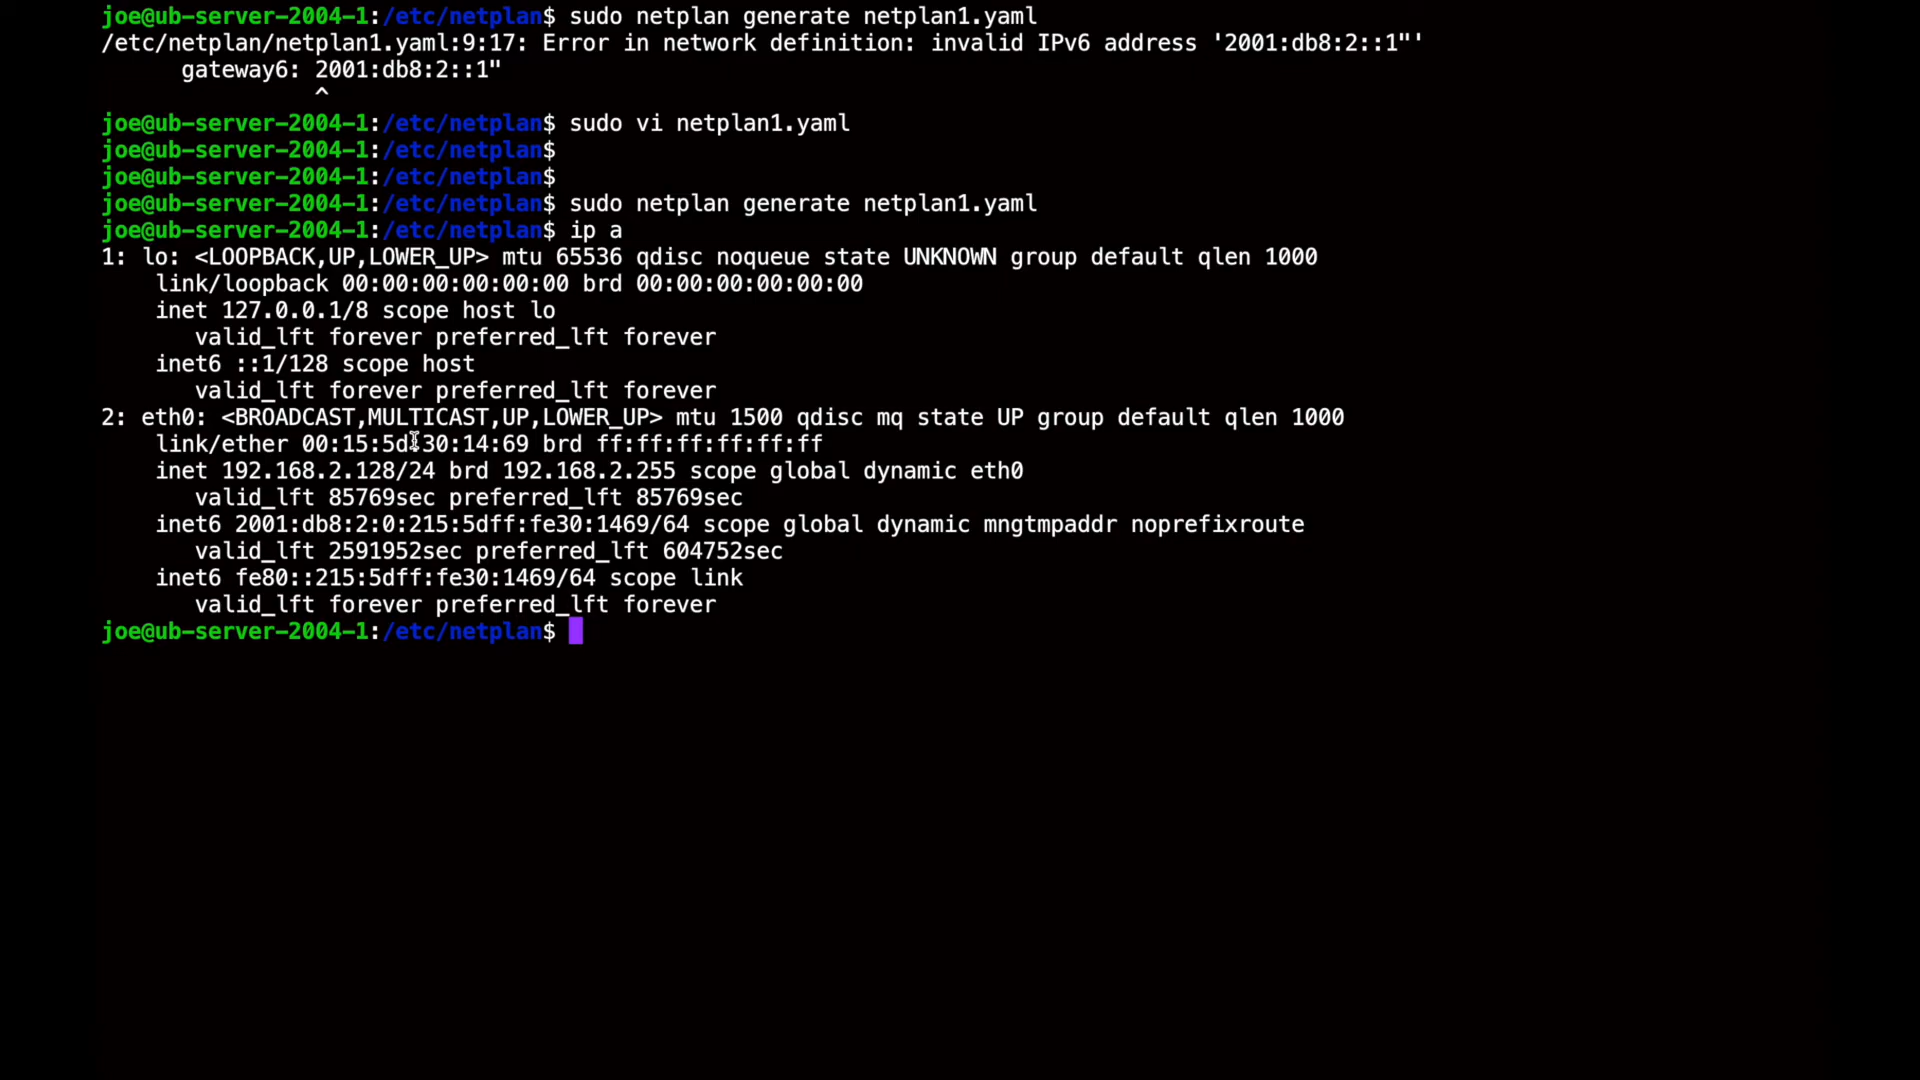 joe@ub-server-2004-1:/etc/netplan$ sudo netplan generate netplan1.yaml
/etc/netplan/netplan1.yaml:9:17: Error in network definition: invalid IPv6 address '2001:db8:2::1"'
      gateway6: 2001:db8:2::1"
                ^
joe@ub-server-2004-1:/etc/netplan$ sudo vi netplan1.yaml
joe@ub-server-2004-1:/etc/netplan$
joe@ub-server-2004-1:/etc/netplan$
joe@ub-server-2004-1:/etc/netplan$ sudo netplan generate netplan1.yaml
joe@ub-server-2004-1:/etc/netplan$ ip a
1: lo: <LOOPBACK,UP,LOWER_UP> mtu 65536 qdisc noqueue state UNKNOWN group default qlen 1000
    link/loopback 00:00:00:00:00:00 brd 00:00:00:00:00:00
    inet 127.0.0.1/8 scope host lo
       valid_lft forever preferred_lft forever
    inet6 ::1/128 scope host
       valid_lft forever preferred_lft forever
2: eth0: <BROADCAST,MULTICAST,UP,LOWER_UP> mtu 1500 qdisc mq state UP group default qlen 1000
    link/ether 00:15:5d:30:14:69 brd ff:ff:ff:ff:ff:ff
    inet 192.168.2.128/24 brd 192.168.2.255 scope global dynamic eth0
       valid_lft 85769sec preferred_lft 85769sec
    inet6 2001:db8:2:0:215:5dff:fe30:1469/64 scope global dynamic mngtmpaddr noprefixroute
       valid_lft 2591952sec preferred_lft 604752sec
    inet6 fe80::215:5dff:fe30:1469/64 scope link
       valid_lft forever preferred_lft forever
joe@ub-server-2004-1:/etc/netplan$